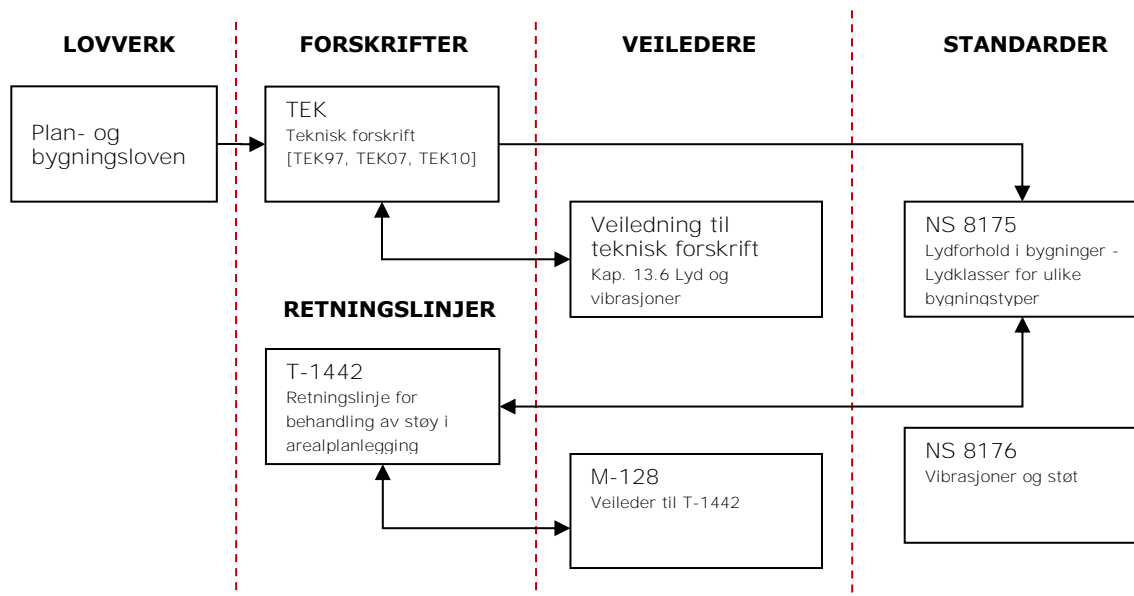 LOVVERK
FORSKRIFTER
VEILEDERE
STANDARDER
Plan- og
bygningsloven
TEK
Teknisk forskrift
[TEK97, TEK07, TEK10]
Veiledning til
teknisk forskrift
Kap. 13.6 Lyd og
vibrasjoner
NS 8175
Lydforhold i bygninger -
Lydklasser for ulike
bygningstyper
RETNINGSLINJER
T-1442
Retningslinje for
behandling av støy i
arealplanlegging
M-128
Veileder til T-1442
NS 8176
Vibrasjoner og støt